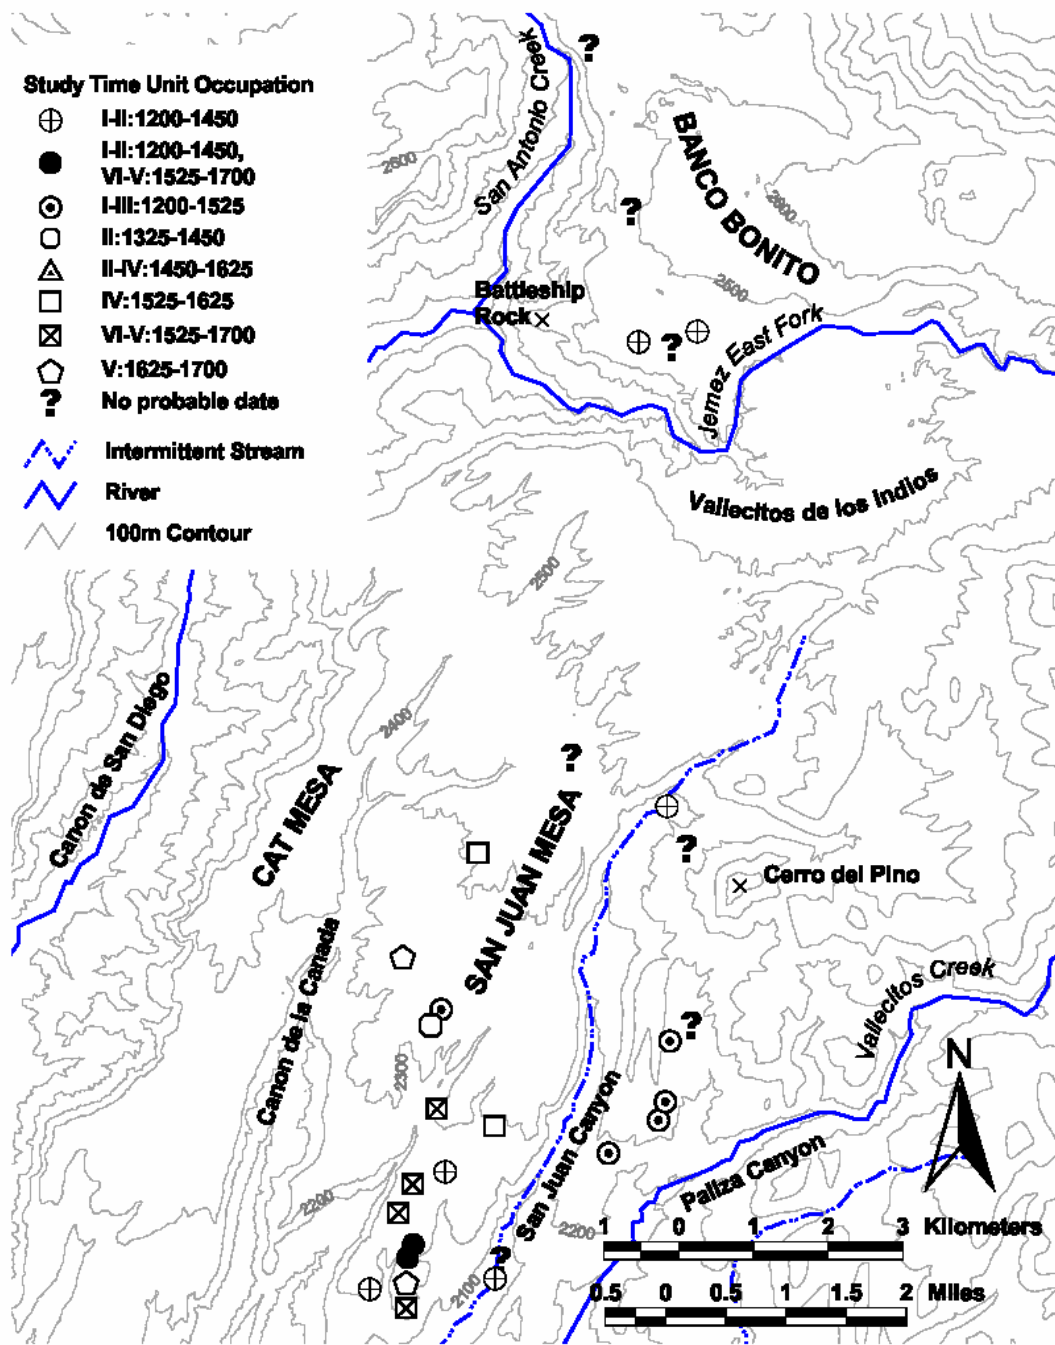 Study Time Unit Occupation
I-II:1200-1450
I-II:1200-1450,
VI-V:1525-1700
I-III:1200-1525
II:1325-1450
II-IV:1450-1625
IV:1525-1625
VI-V:1525-1700
V:1625-1700
? No probable date
Intermittent Stream
River
100m Contour
?
San Antonio Creek
BANCO BONITO
2600
2600
?
2500
Battleship
Rock
?
Jemez East Fork
Vallecitos de los Indios
2500
Canon de San Diego
2400
CAT MESA
?
SAN JUAN MESA
?
Cerro del Pino
Canon de la Canada
Vallecitos Creek
?
2300
N
San Juan Canyon
Paliza Canyon
2200
2200
?
2100
1 0 1 2 3 Kilometers
0.5 0 0.5 1 2 Miles